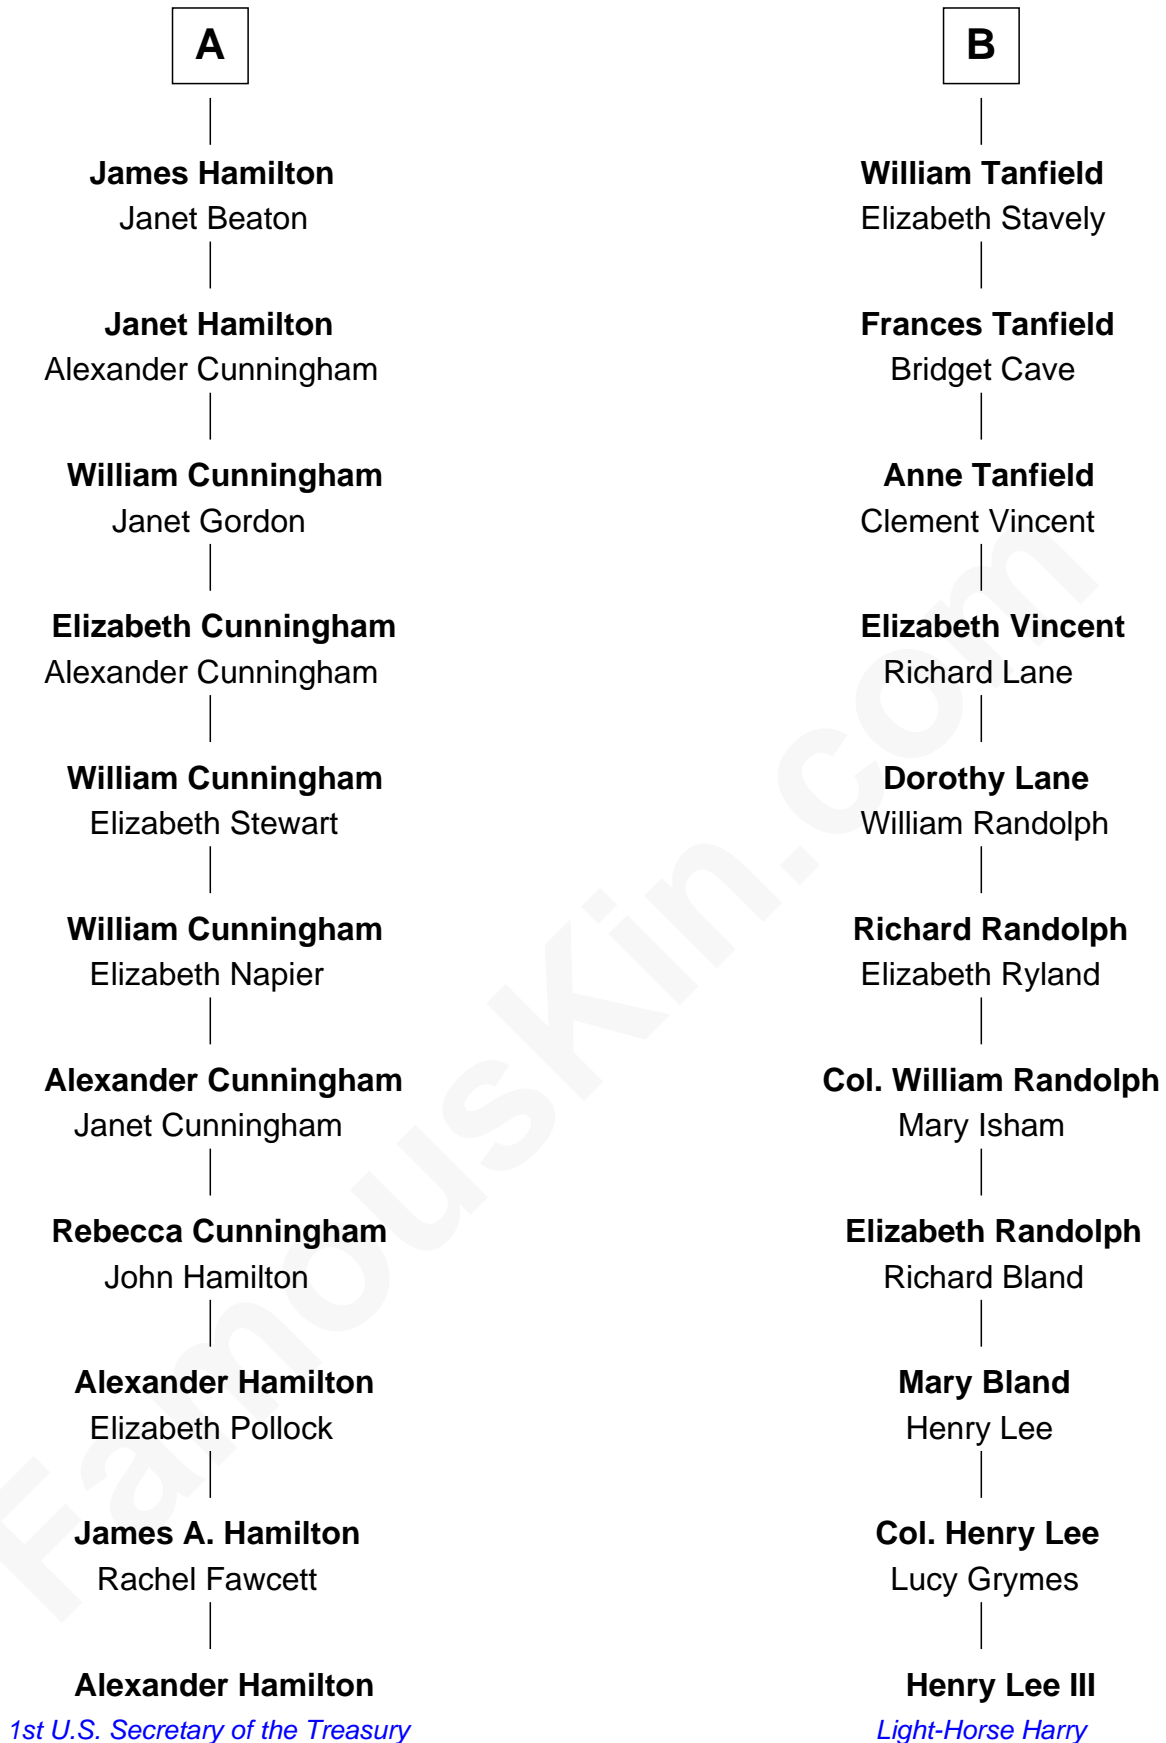 A
James Hamilton
Janet Beaton
Janet Hamilton
Alexander Cunningham
William Cunningham
Janet Gordon
Elizabeth Cunningham
Alexander Cunningham
William Cunningham
Elizabeth Stewart
William Cunningham
Elizabeth Napier
Alexander Cunningham
Janet Cunningham
Rebecca Cunningham
John Hamilton
Alexander Hamilton
Elizabeth Pollock
James A. Hamilton
Rachel Fawcett
Alexander Hamilton
1st U.S. Secretary of the Treasury
B
William Tanfield
Elizabeth Stavely
Frances Tanfield
Bridget Cave
Anne Tanfield
Clement Vincent
Elizabeth Vincent
Richard Lane
Dorothy Lane
William Randolph
Richard Randolph
Elizabeth Ryland
Col. William Randolph
Mary Isham
Elizabeth Randolph
Richard Bland
Mary Bland
Henry Lee
Col. Henry Lee
Lucy Grymes
Henry Lee III
Light-Horse Harry
FamousKin.com